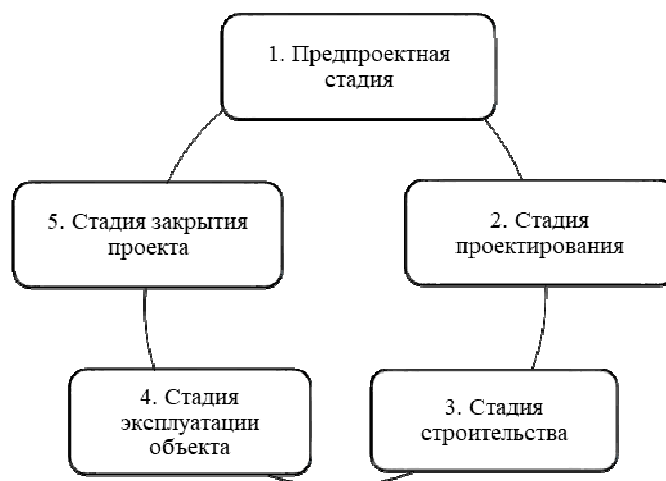 1. Предпроектная
стадия
2. Стадия
проектирования
3. Стадия
строительства
4. Стадия
эксплуатации
объекта
5. Стадия закрытия
проекта